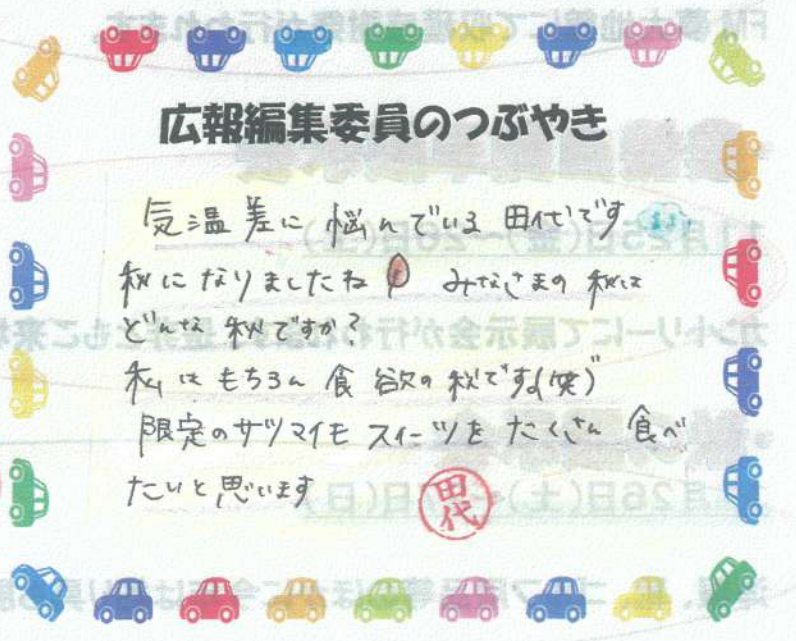 広報編集委員のつぶやき
気温差に悩んでいる 田代です
秋になりましたね みなさまの秋は
どんな秋ですか?
私はもちろん食欲の秋です(笑)
限定のサツマイモスイーツをたくさん食べ
たいと思います
田代